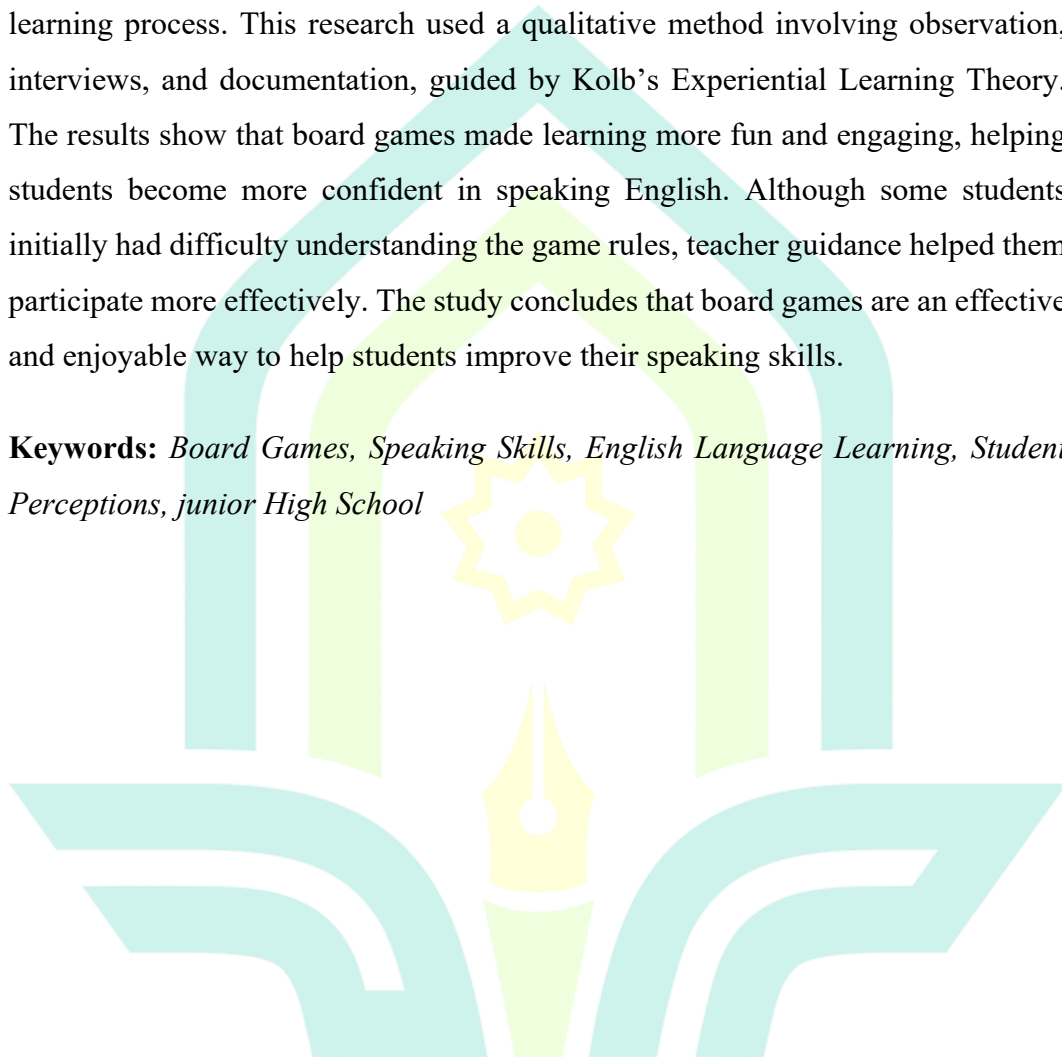 learning process. This research used a qualitative method involving observation,
interviews, and documentation, guided by Kolb’s Experiential Learning Theory.
The results show that board games made learning more fun and engaging, helping
students become more confident in speaking English. Although some students
initially had difficulty understanding the game rules, teacher guidance helped them
participate more effectively. The study concludes that board games are an effective
and enjoyable way to help students improve their speaking skills.
Keywords: Board Games, Speaking Skills, English Language Learning, Student
Perceptions, junior High School